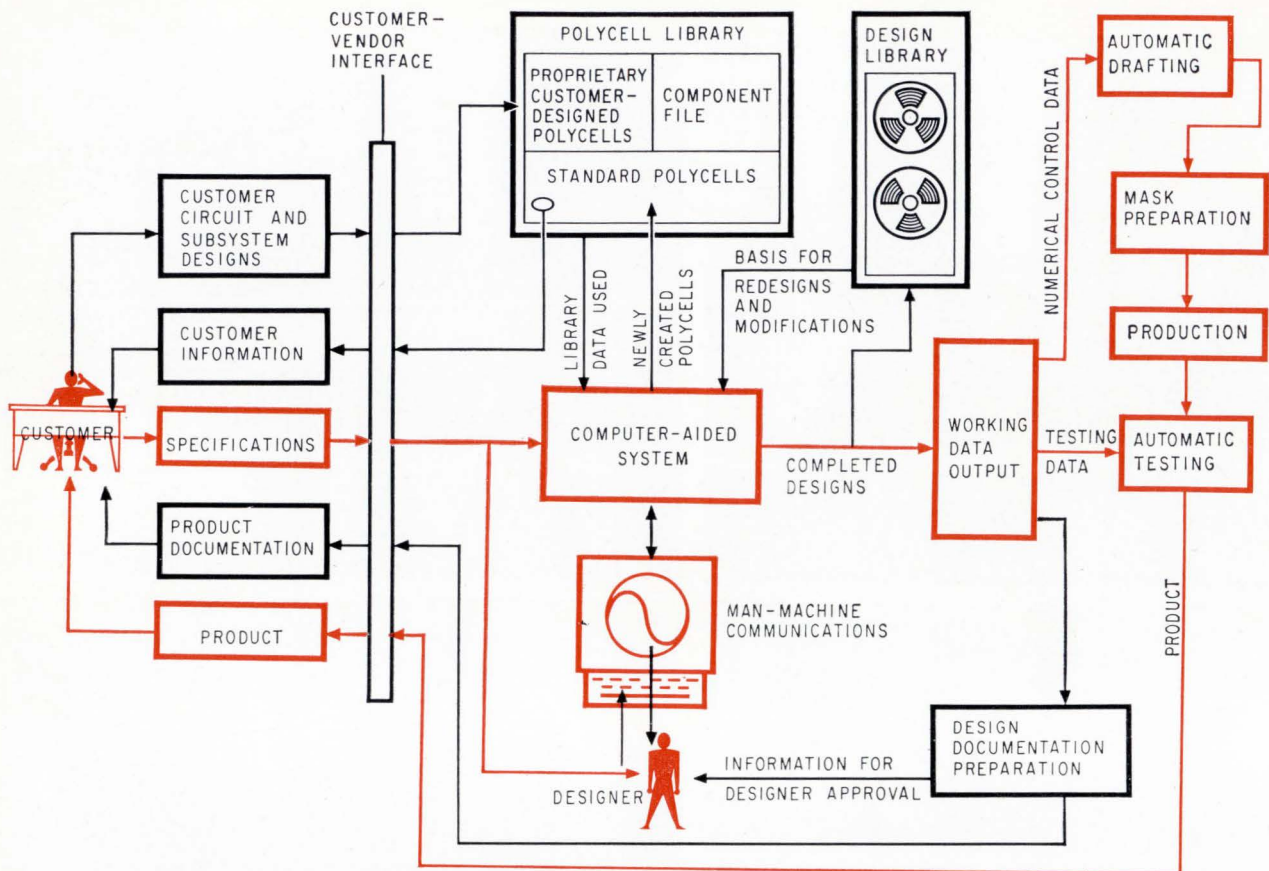 CUSTOMER-
VENDOR
INTERFACE
POLYCELL LIBRARY
PROPRIETARY
CUSTOMER-
DESIGNED
POLYCELLS
COMPONENT
FILE
STANDARD POLYCELLS
DESIGN
LIBRARY
AUTOMATIC
DRAFTING
NUMERICAL CONTROL DATA
MASK
PREPARATION
CUSTOMER
CIRCUIT AND
SUBSYSTEM
DESIGNS
BASIS FOR
REDESIGNS
AND
MODIFICATIONS
LIBRARY
DATA USED
NEWLY
CREATED
POLYCELLS
CUSTOMER
INFORMATION
PRODUCTION
CUSTOMER
SPECIFICATIONS
COMPUTER-AIDED
SYSTEM
COMPLETED
DESIGNS
WORKING
DATA
OUTPUT
TESTING
DATA
AUTOMATIC
TESTING
PRODUCT
DOCUMENTATION
PRODUCT
MAN-MACHINE
COMMUNICATIONS
PRODUCT
DESIGNER
INFORMATION FOR
DESIGNER APPROVAL
DESIGN
DOCUMENTATION
PREPARATION